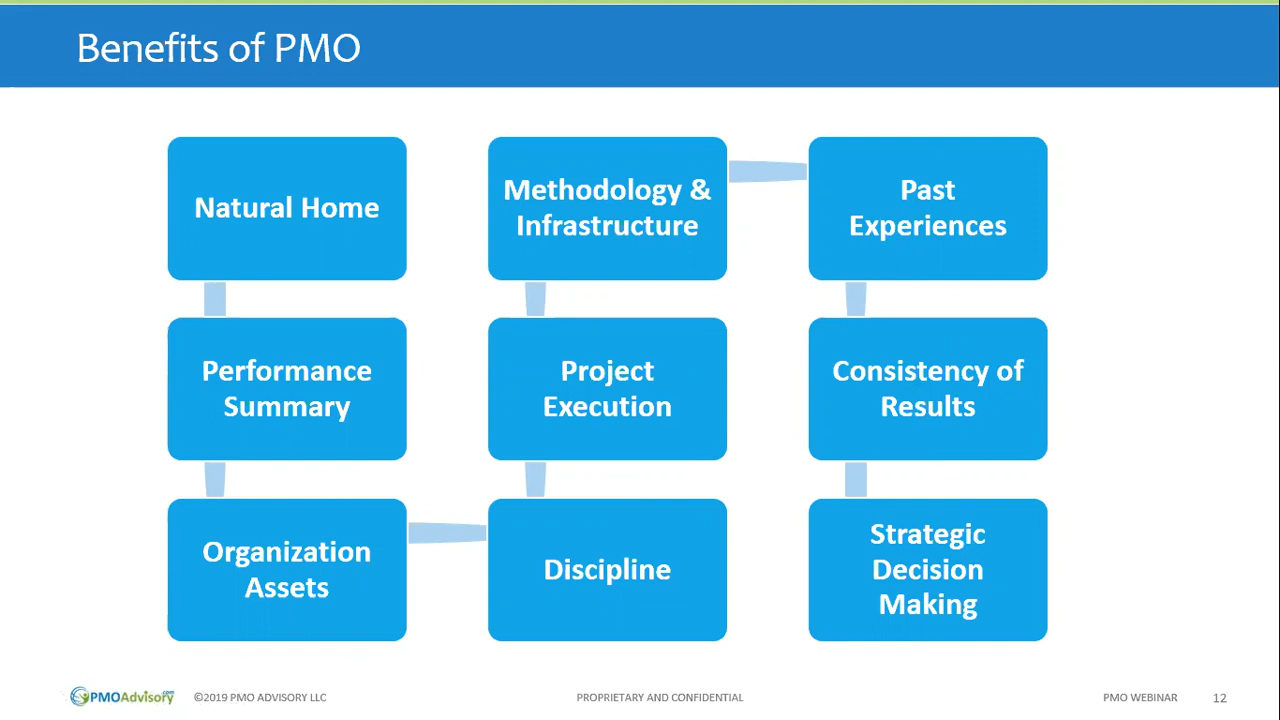 Benefits of PMO
Natural Home
Performance
Summary
Organization
Assets
Discipline
Project
Execution
Methodology &
Infrastructure
Past
Experiences
Consistency of
Results
Strategic
Decision
Making
PMOAdvisory.com
©2019 PMO ADVISORY LLC
PROPRIETARY AND CONFIDENTIAL
PMO WEBINAR
12